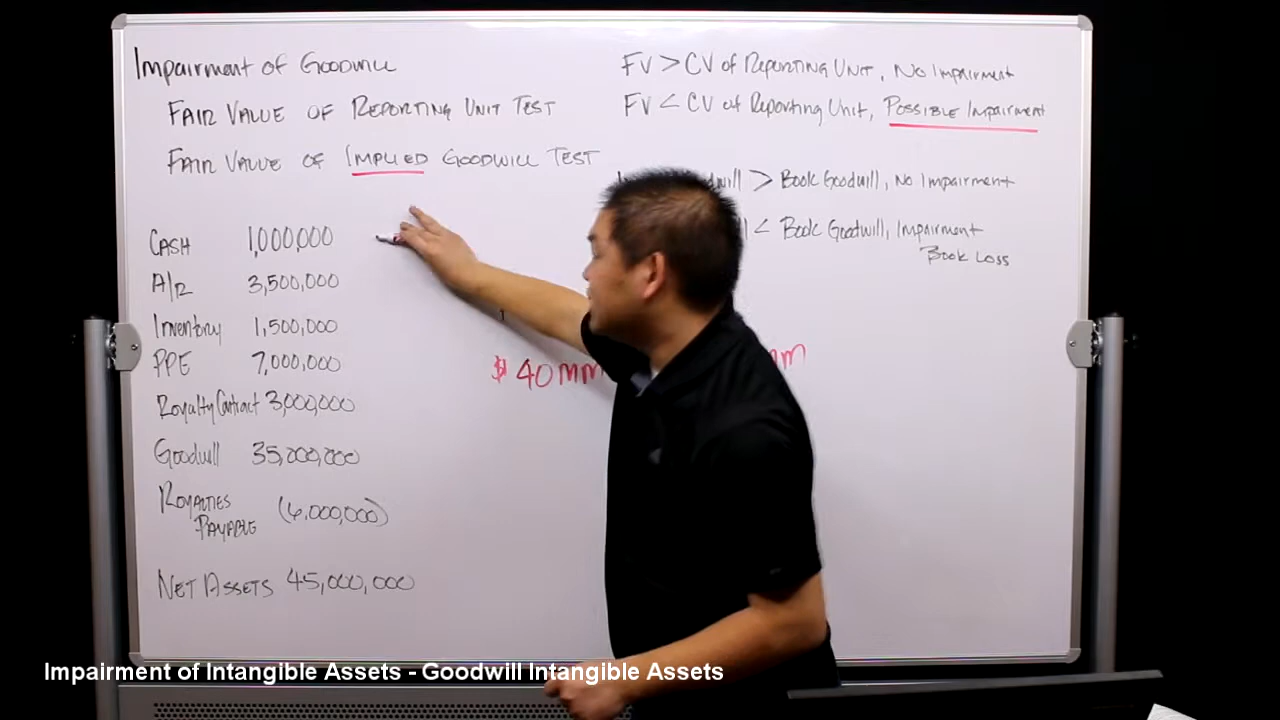 Impairment of Goodwill
Fair Value of Reporting Unit Test
Fair Value of Implied Goodwill Test
FV > CV of Reporting Unit, No Impairment
FV < CV of Reporting Unit, Possible Impairment
> Book Goodwill, No Impairment
< Book Goodwill, Impairment
Book Loss
Cash 1,000,000
A/R 3,500,000
Inventory 1,500,000
PPE 7,000,000
Royalty Contract 3,000,000
Goodwill 35,000,000
Royalties
Payable (6,000,000)
Net Assets 45,000,000
$40mm
Impairment of Intangible Assets - Goodwill Intangible Assets